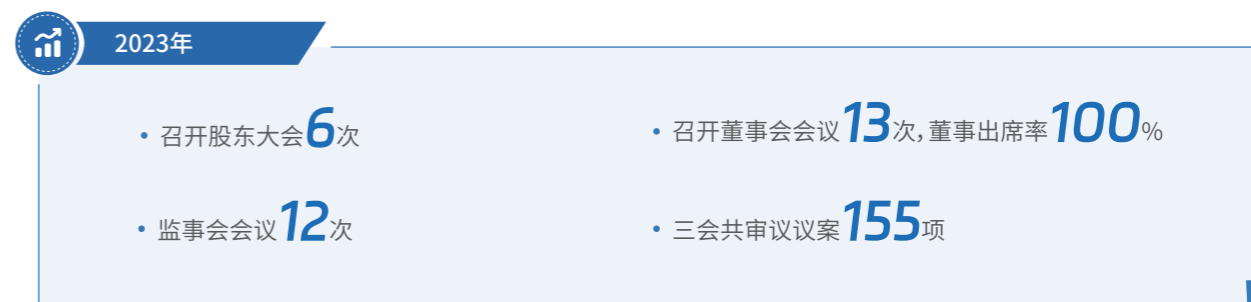 2023年
• 召开股东大会6次
• 召开董事会会议13次，董事出席率100%
• 监事会会议12次
• 三会共审议议案155项